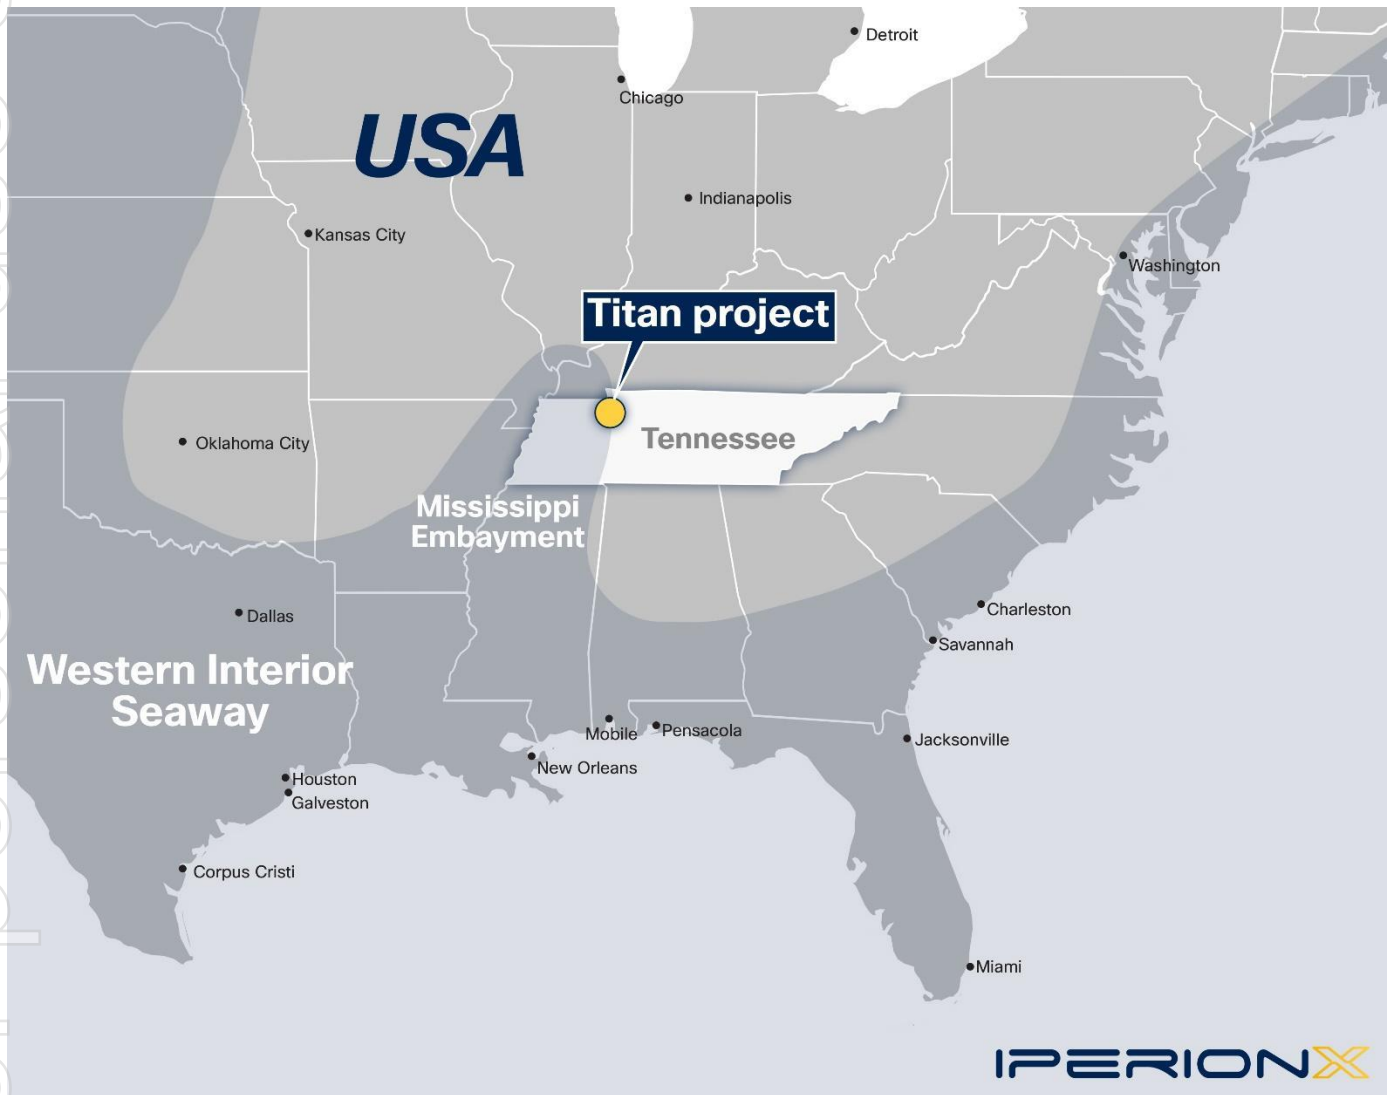 Detroit
Chicago
USA
Indianapolis
Kansas City
Washington
Titan project
Oklahoma City
Tennessee
Mississippi
Embayment
Charleston
Dallas
Savannah
Western Interior
Seaway
Mobile
Pensacola
Jacksonville
New Orleans
Houston
Galveston
Corpus Cristi
Miami
IPERIONX